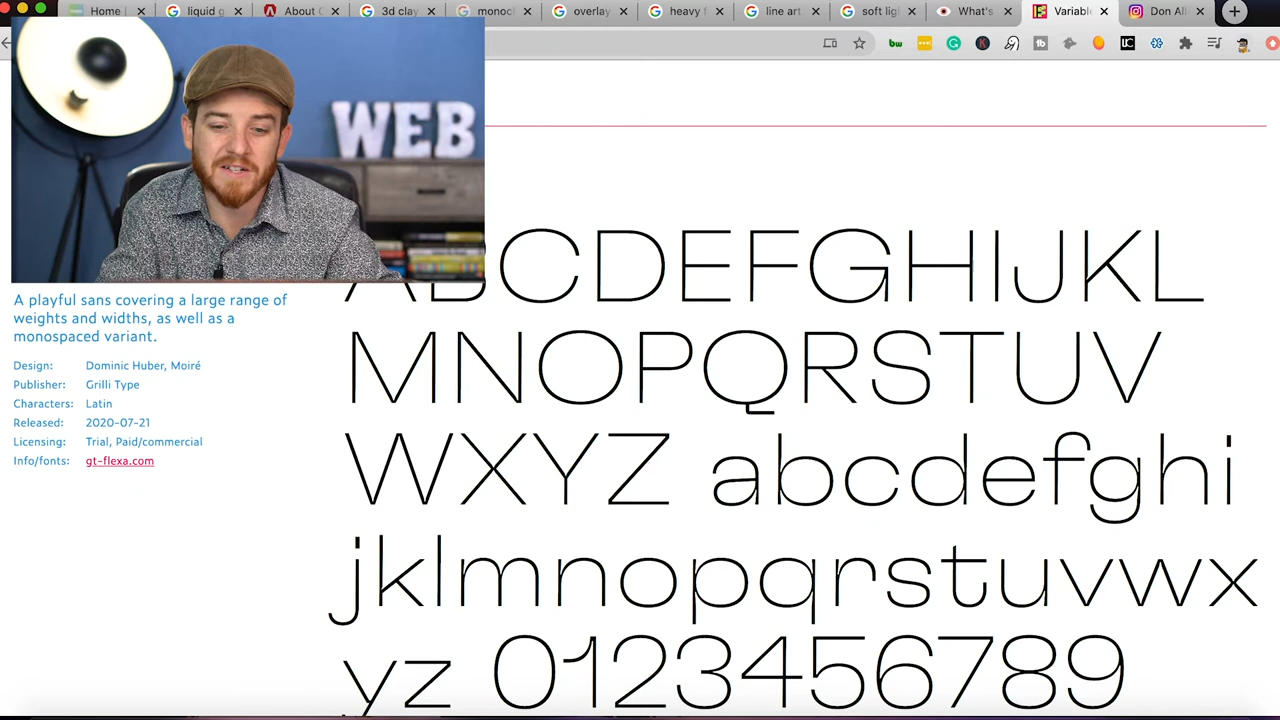 Home
liquid g
About C
3d clay
mono:
overlay
heavy f
line art
soft lig
What's
Variabl
Don All
WEB
ABCDEFGHIJKL
MNOPQRSTUV
WXYZ abcdefghi
jklmnopqrstuvwx
yz 0123456789
A playful sans covering a large range of
weights and widths, as well as a
monospaced variant.
Design: Dominic Huber, Moiré
Publisher: Grilli Type
Characters: Latin
Released: 2020-07-21
Licensing: Trial, Paid/commercial
Info/fonts: gt-flexa.com